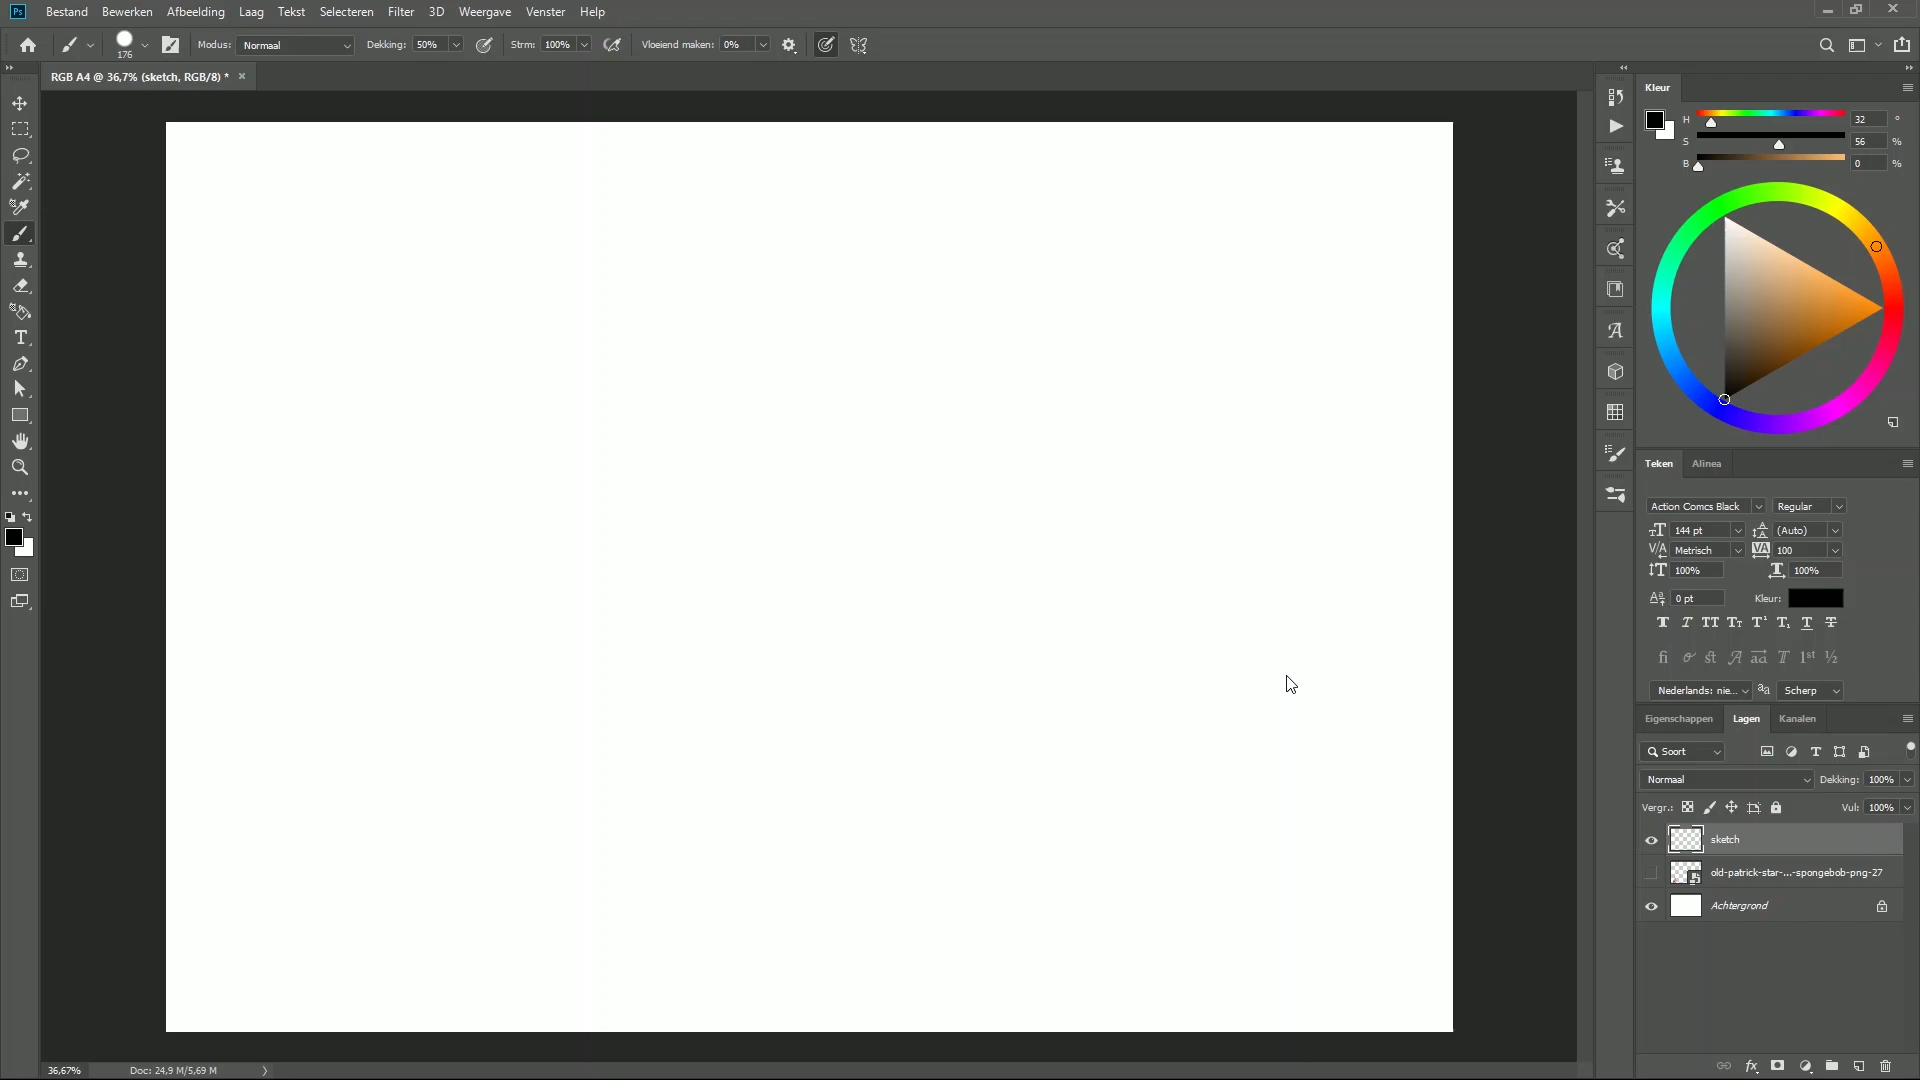 Ps Bestand Bewerken Afbeelding Laag Tekst Selecteren Filter 3D Weergave Venster Help
176 Modus: Normaal Dekking: 50% Strm: 100% Vloeiend maken: 0%
RGB A4 @ 36,7% (sketch, RGB/8) *
Kleur
H 32 °
S 56 %
B 0 %
Teken Alinea
Action Comcs Black Regular
144 pt (Auto)
Metrisch 100
100% 100%
0 pt Kleur:
Nederlands: nie... Scherp
Eigenschappen Lagen Kanalen
Soort
Normaal Dekking: 100%
Vergr.: Vul: 100%
sketch
old-patrick-star-...-spongebob-png-27
Achtergrond
36,67% Doc: 24,9 M/5,69 M